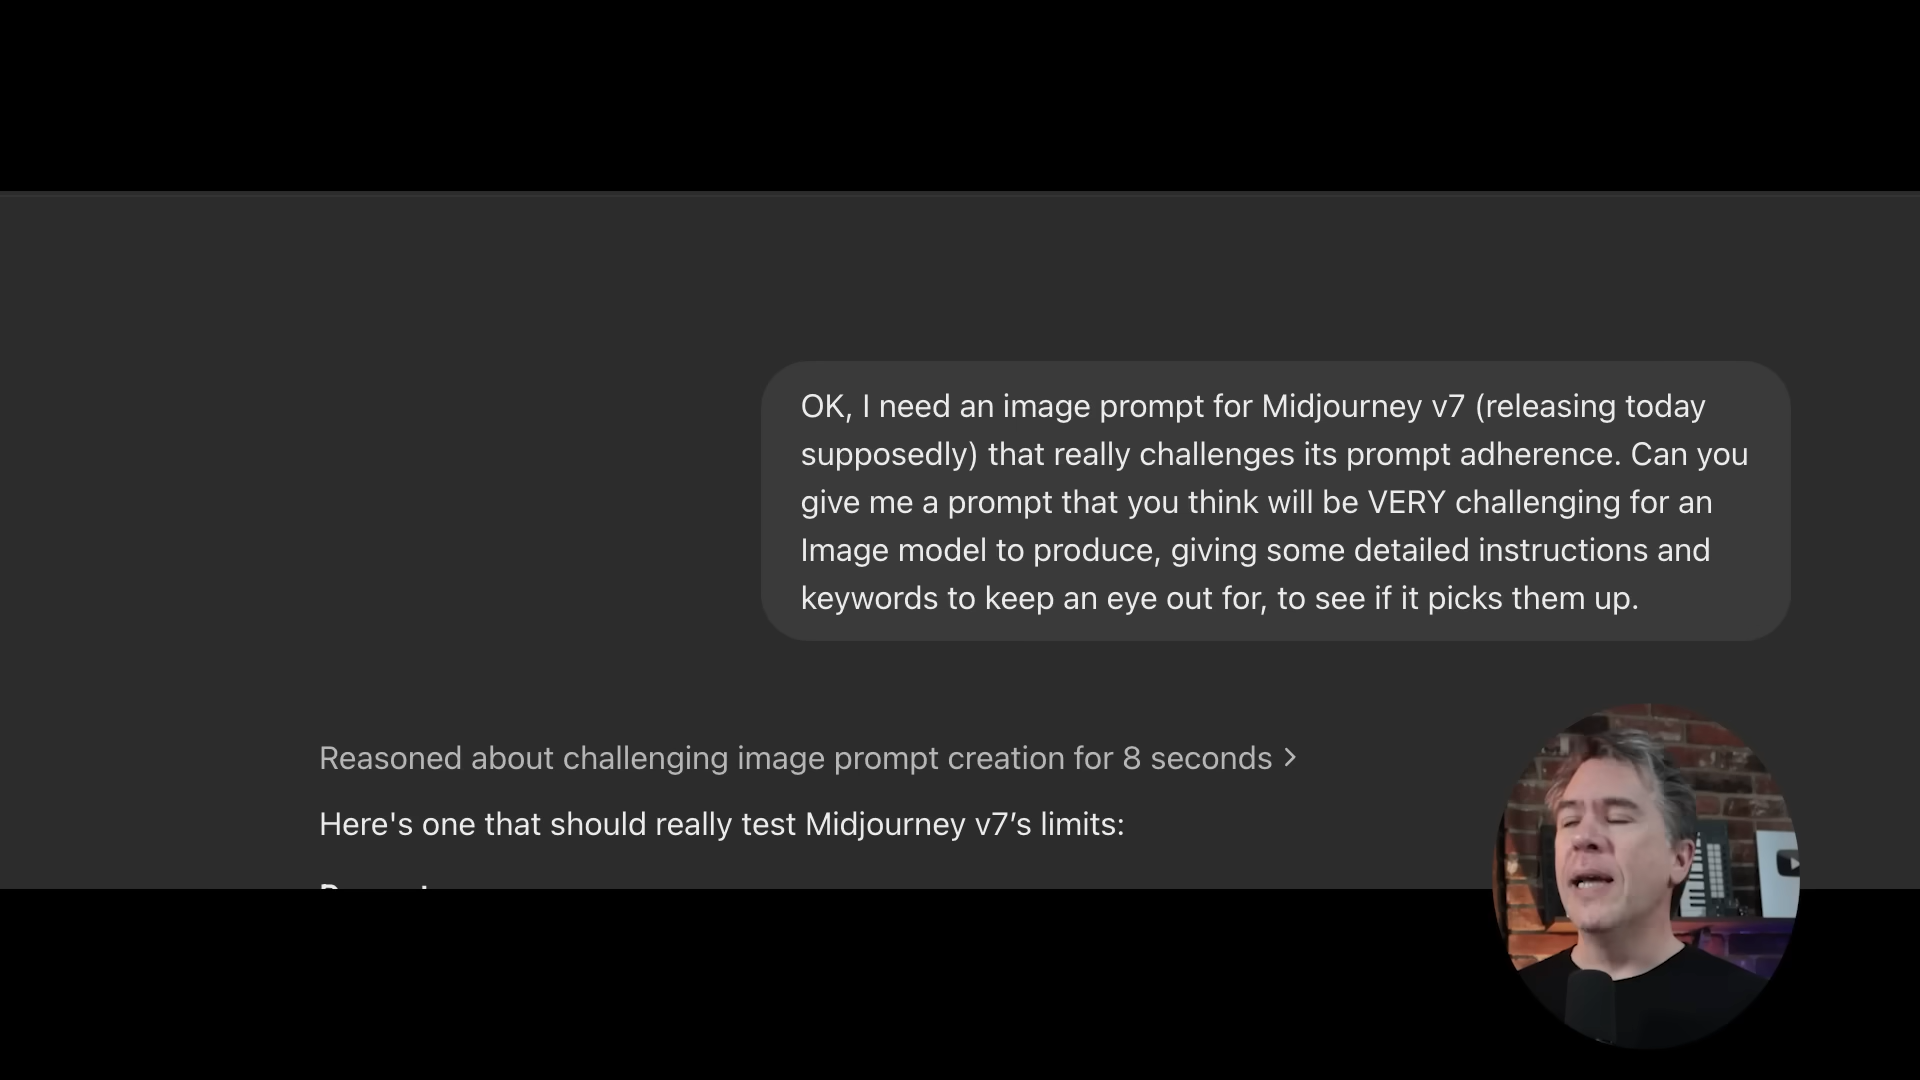 OK, I need an image prompt for Midjourney v7 (releasing today
supposedly) that really challenges its prompt adherence. Can you
give me a prompt that you think will be VERY challenging for an
Image model to produce, giving some detailed instructions and
keywords to keep an eye out for, to see if it picks them up.
Reasoned about challenging image prompt creation for 8 seconds >
Here's one that should really test Midjourney v7’s limits: